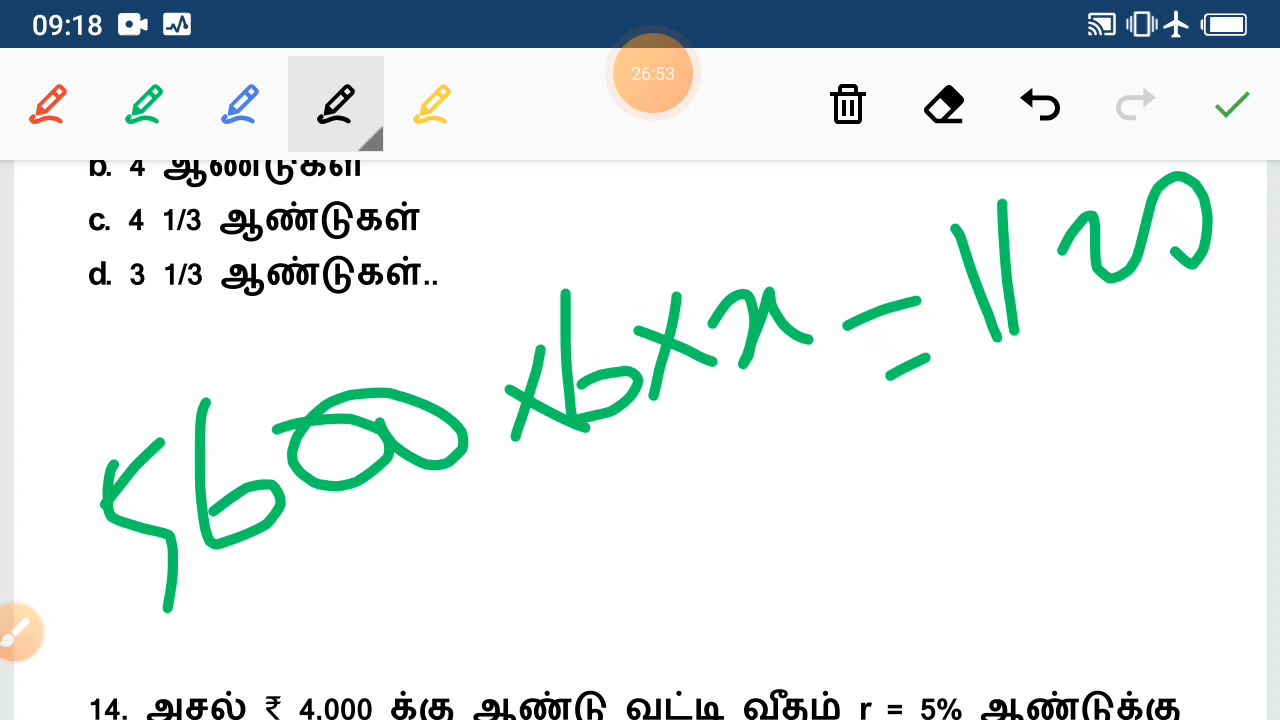 09:18
26:53
b. 4 ஆண்டுகள்
c. 4 1/3 ஆண்டுகள்
d. 3 1/3 ஆண்டுகள்..
5600 × 6 × x = 11
14. அசல் ₹ 4,000 க்கு ஆண்டு வட்டி வீதம் r = 5% ஆண்டுக்கு